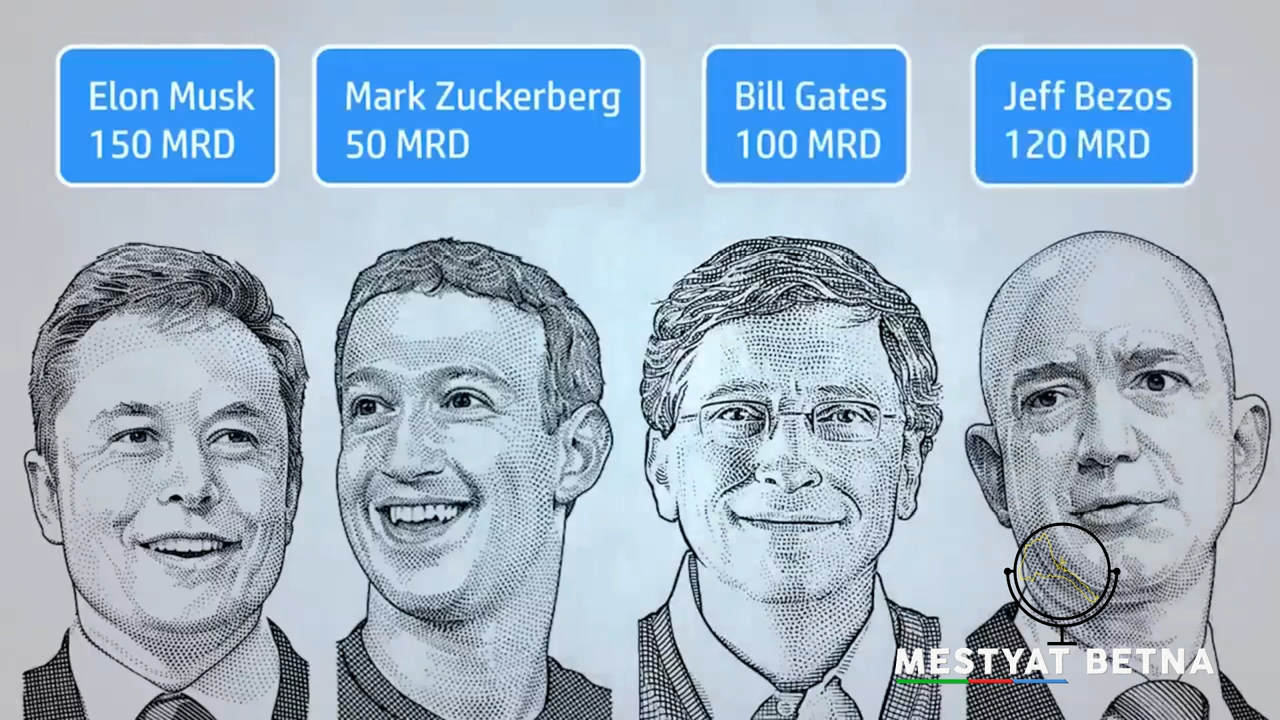 Elon Musk
150 MRD
Mark Zuckerberg
50 MRD
Bill Gates
100 MRD
Jeff Bezos
120 MRD
MESTYAT BETNA